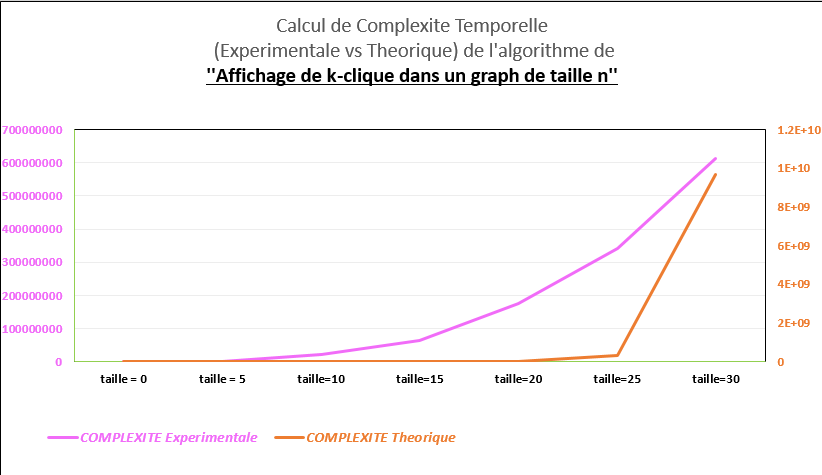 Calcul de Complexite Temporelle
(Experimentale vs Theorique) de l'algorithme de
"Affichage de k-clique dans un graph de taille n"
700000000
600000000
500000000
400000000
300000000
200000000
100000000
0
1.2E+10
1E+10
8E+09
6E+09
4E+09
2E+09
0
taille = 0 taille = 5 taille=10 taille=15 taille=20 taille=25 taille=30
COMPLEXITE Experimentale COMPLEXITE Theorique